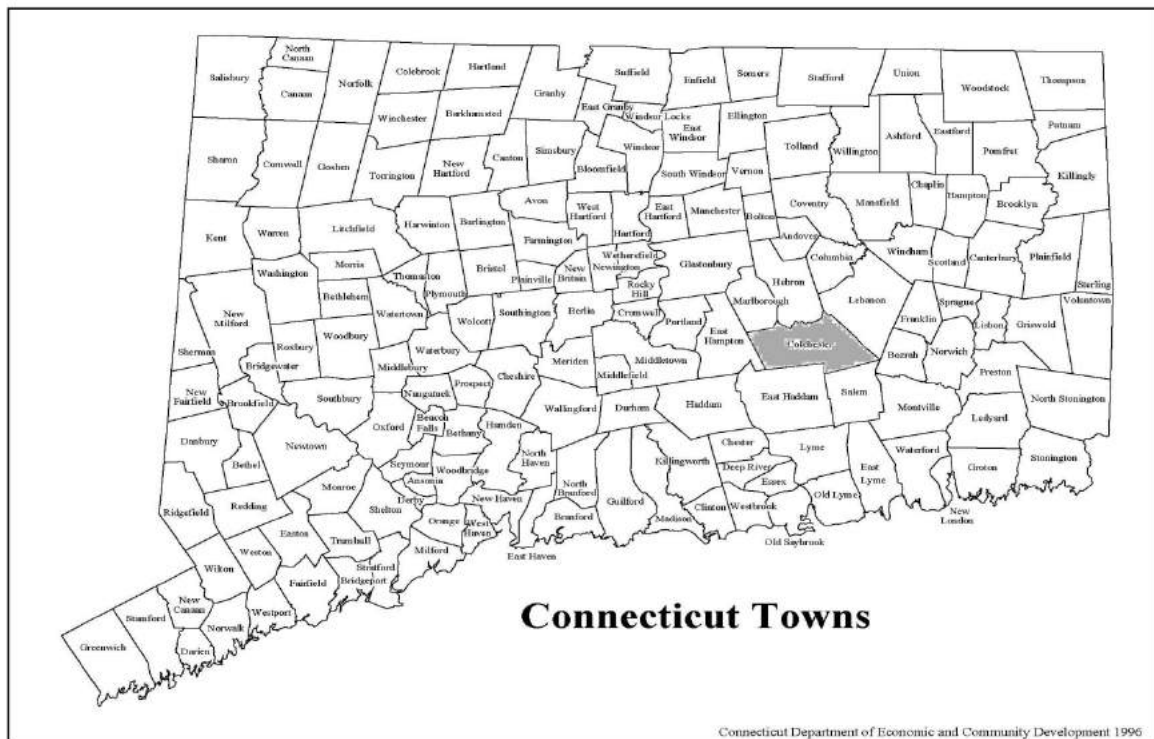 North
Canaan
Salisbury
Colebrook
Hartland
Suffield
Enfield
Somers
Stafford
Union
Woodstock
Thompson
Canaan
Norfolk
Granby
East Granby
Windsor Locks
Winchester
Barkhamsted
East
Windsor
Ellington
Ashford
Eastford
Putnam
Sharon
Cornwall
Goshen
Torrington
New
Hartford
Canton
Simsbury
Bloomfield
Windsor
South Windsor
Vernon
Tolland
Willington
Pomfret
Killingly
Kent
Warren
Litchfield
Harwinton
Burlington
Avon
West
Hartford
Hartford
East
Hartford
Manchester
Bolton
Coventry
Mansfield
Chaplin
Hampton
Brooklyn
Washington
Morris
Thomaston
Plymouth
Bristol
Farmington
Plainville
New
Britain
Newington
Wethersfield
Rocky
Hill
Glastonbury
Andover
Columbia
Hebron
Windham
Scotland
Canterbury
Plainfield
Sterling
New
Milford
Bethlehem
Watertown
Wolcott
Southington
Berlin
Cromwell
Portland
East
Hampton
Marlborough
Lebanon
Franklin
Sprague
Lisbon
Griswold
Voluntown
Sherman
Roxbury
Woodbury
Bridgewater
Middlebury
Waterbury
Cheshire
Meriden
Middlefield
Middletown
Colchester
Bozrah
Norwich
Preston
New
Fairfield
Brookfield
Southbury
Naugatuck
Prospect
Wallingford
Durham
Haddam
East Haddam
Salem
Montville
Ledyard
North Stonington
Danbury
Bethel
Newtown
Oxford
Beacon
Falls
Bethany
Hamden
North
Haven
Seymour
Woodbridge
Ansonia
Derby
Killingworth
Chester
Deep River
Essex
Lyme
East
Lyme
Waterford
Groton
Stonington
Ridgefield
Redding
Monroe
Shelton
Orange
West
Haven
New Haven
North
Branford
Branford
Guilford
Madison
Clinton
Westbrook
Old Lyme
New
London
Old Saybrook
East Haven
Easton
Trumbull
Milford
Stratford
Bridgeport
Wilton
Weston
Fairfield
New
Canaan
Westport
Norwalk
Stamford
Darien
Greenwich
Connecticut Towns
Connecticut Department of Economic and Community Development 1996